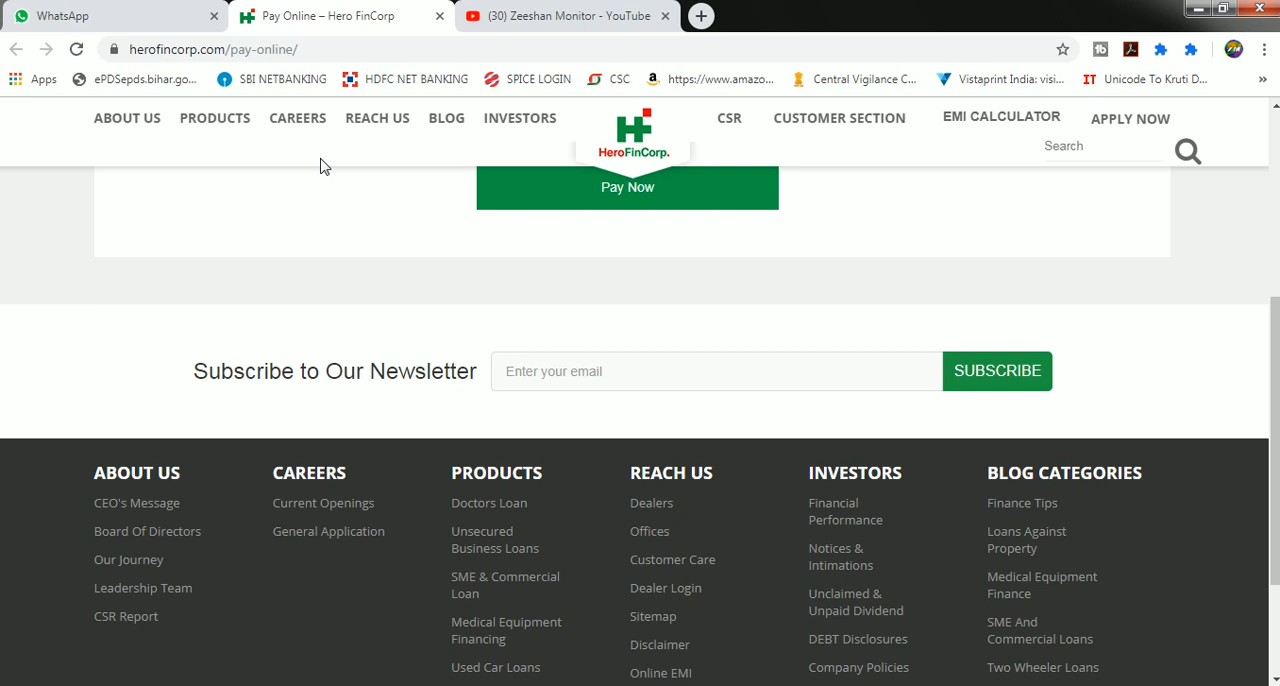 WhatsApp
Pay Online – Hero FinCorp
(30) Zeeshan Monitor - YouTube
herofincorp.com/pay-online/
Apps
ePDSepds.bihar.go...
SBI NETBANKING
HDFC NET BANKING
SPICE LOGIN
CSC
https://www.amazo...
Central Vigilance C...
Vistaprint India: visi...
IT Unicode To Kruti D...
ABOUT US
PRODUCTS
CAREERS
REACH US
BLOG
INVESTORS
HeroFinCorp.
CSR
CUSTOMER SECTION
EMI CALCULATOR
APPLY NOW
Search
Pay Now
Subscribe to Our Newsletter
Enter your email
SUBSCRIBE
ABOUT US
CEO's Message
Board Of Directors
Our Journey
Leadership Team
CSR Report
CAREERS
Current Openings
General Application
PRODUCTS
Doctors Loan
Unsecured
Business Loans
SME & Commercial
Loan
Medical Equipment
Financing
Used Car Loans
REACH US
Dealers
Offices
Customer Care
Dealer Login
Sitemap
Disclaimer
Online EMI
INVESTORS
Financial
Performance
Notices &
Intimations
Unclaimed &
Unpaid Dividend
DEBT Disclosures
Company Policies
BLOG CATEGORIES
Finance Tips
Loans Against
Property
Medical Equipment
Finance
SME And
Commercial Loans
Two Wheeler Loans